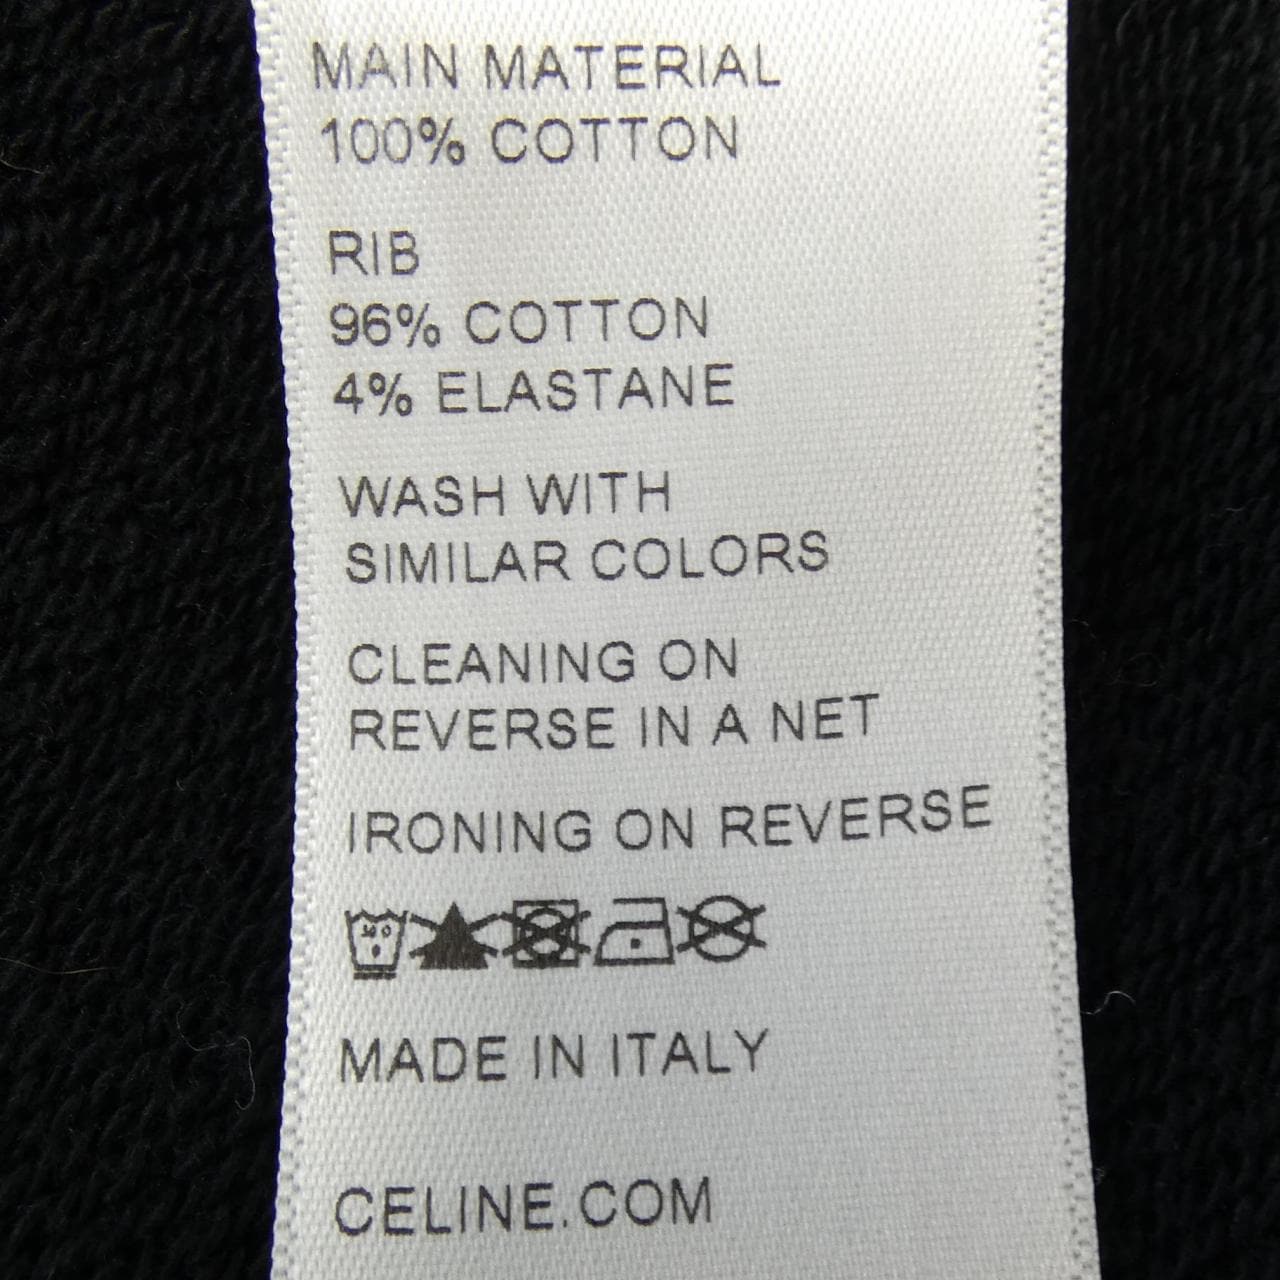 MAIN MATERIAL
100% COTTON
RIB
96% COTTON
4% ELASTANE
WASH WITH
SIMILAR COLORS
CLEANING ON
REVERSE IN A NET
IRONING ON REVERSE
30°
MADE IN ITALY
CELINE.COM